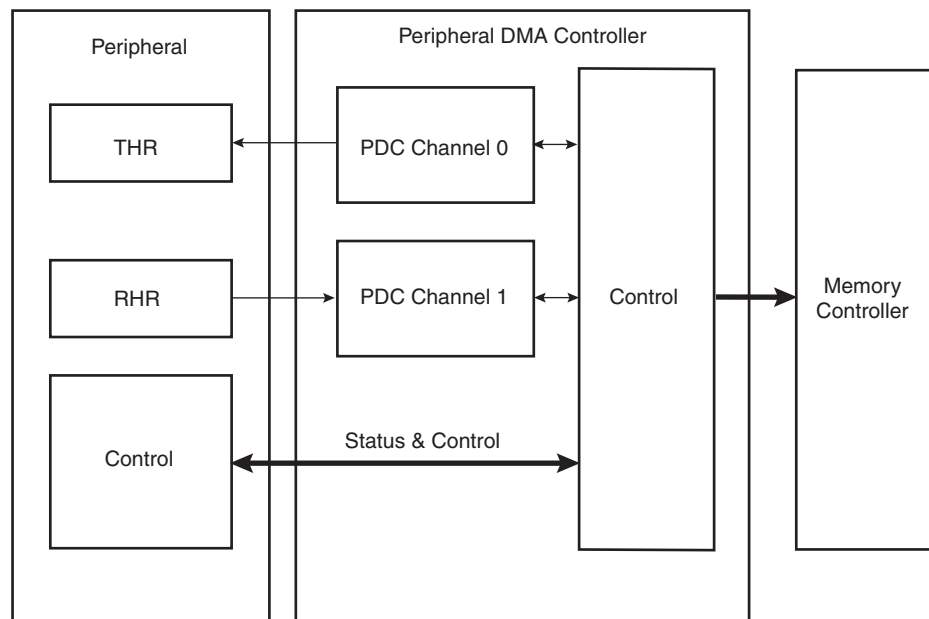 Peripheral
Peripheral DMA Controller
THR
PDC Channel 0
RHR
PDC Channel 1
Control
Memory
Controller
Status & Control
Control